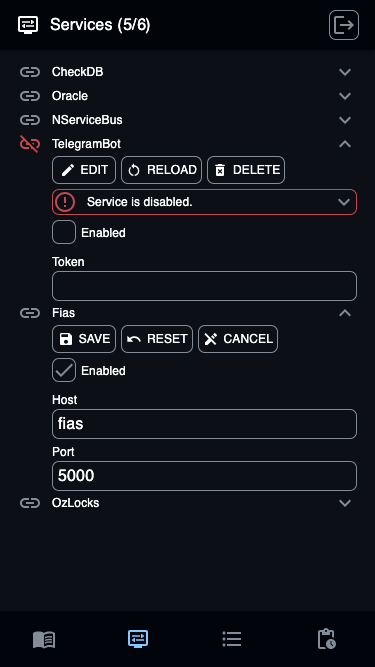 Services (5/6)
CheckDB
Oracle
NServiceBus
TelegramBot
EDIT RELOAD DELETE
Service is disabled.
Enabled
Token
Fias
SAVE RESET CANCEL
Enabled
Host
fias
Port
5000
OzLocks